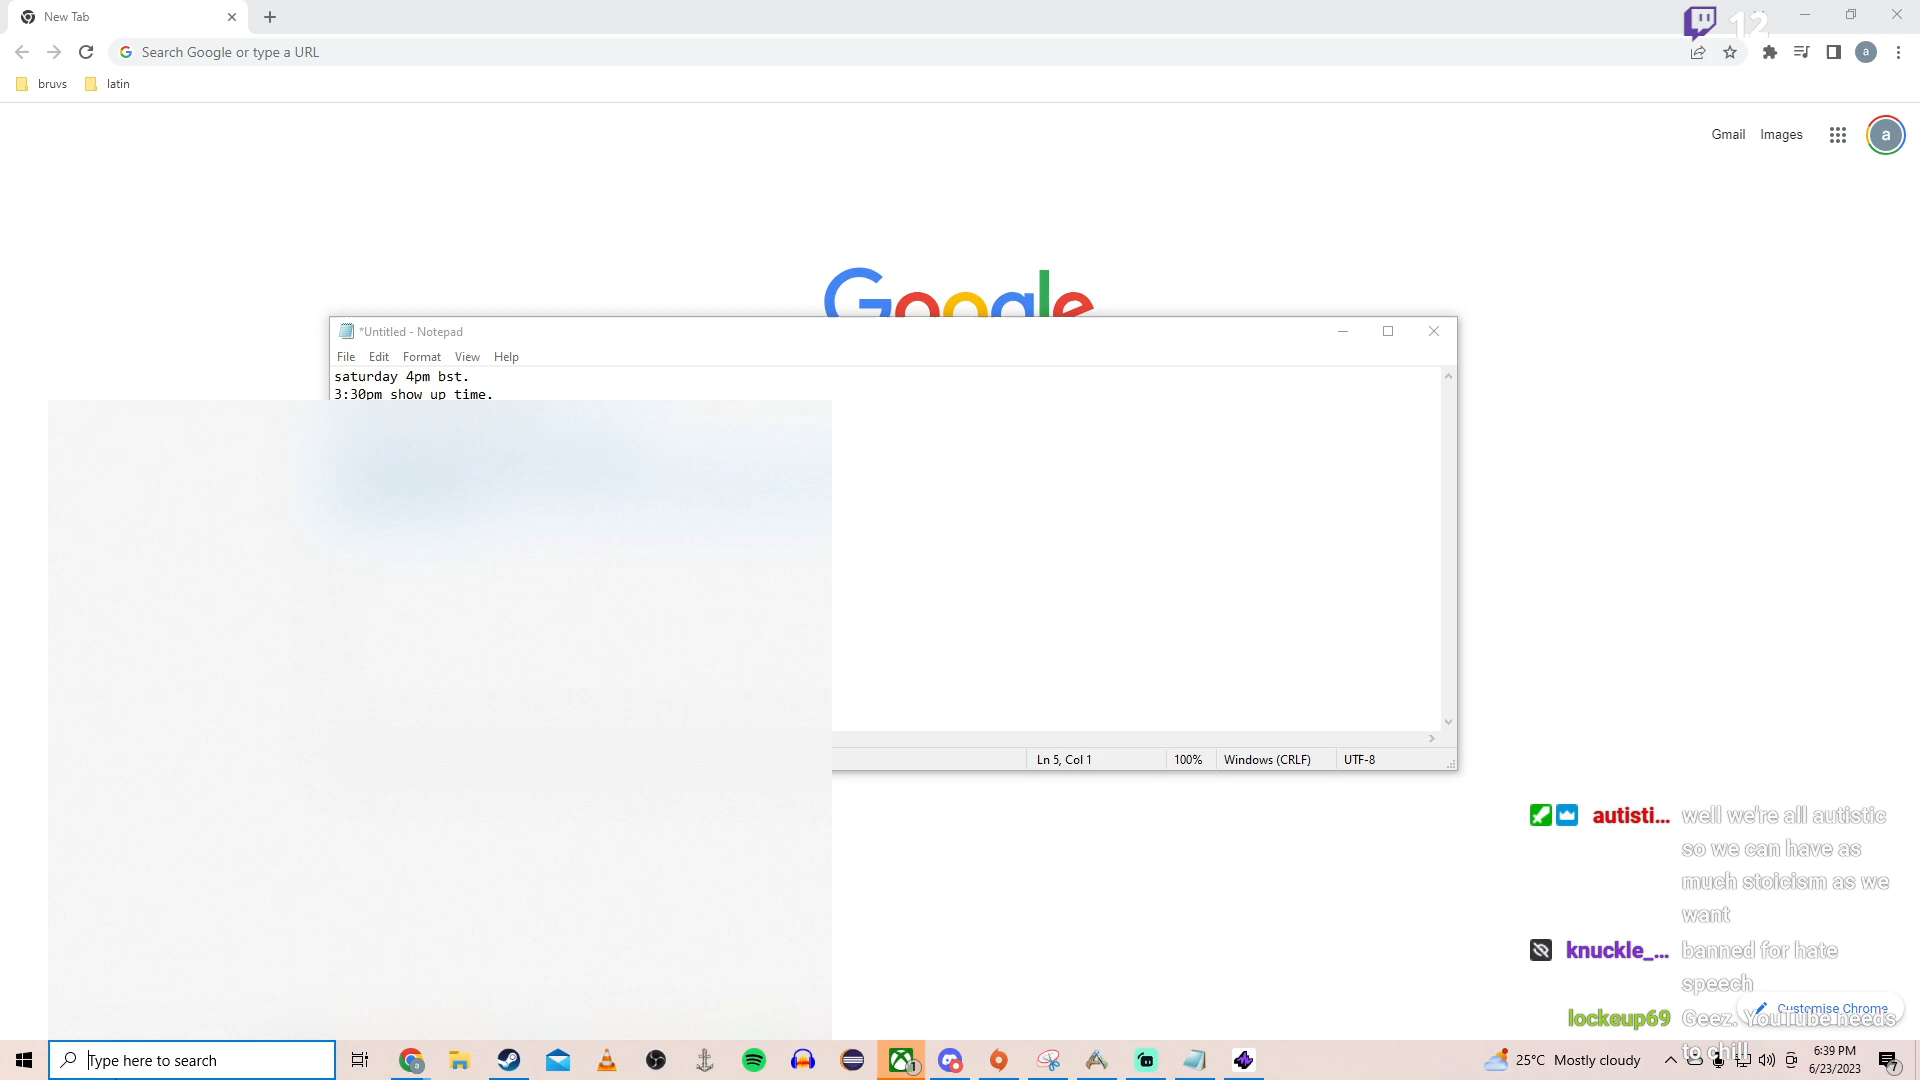 New Tab
12
Search Google or type a URL
a
bruvs
latin
Gmail
Images
a
Google
*Untitled - Notepad
File
Edit
Format
View
Help
saturday 4pm bst.
3:30pm show up time.
Ln 5, Col 1
100%
Windows (CRLF)
UTF-8
autisti... well we're all autistic
so we can have as
much stoicism as we
want
knuckle_... banned for hate
speech
Customise Chrome
lockeup69 Geez. YouTube needs
to chill
Type here to search
a
1
25°C Mostly cloudy
6:39 PM
6/23/2023
7